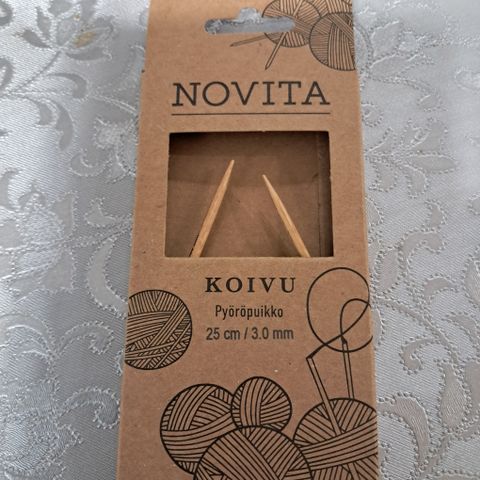 NOVITA
KOIVU
Pyöröpuikko
25 cm / 3.0 mm